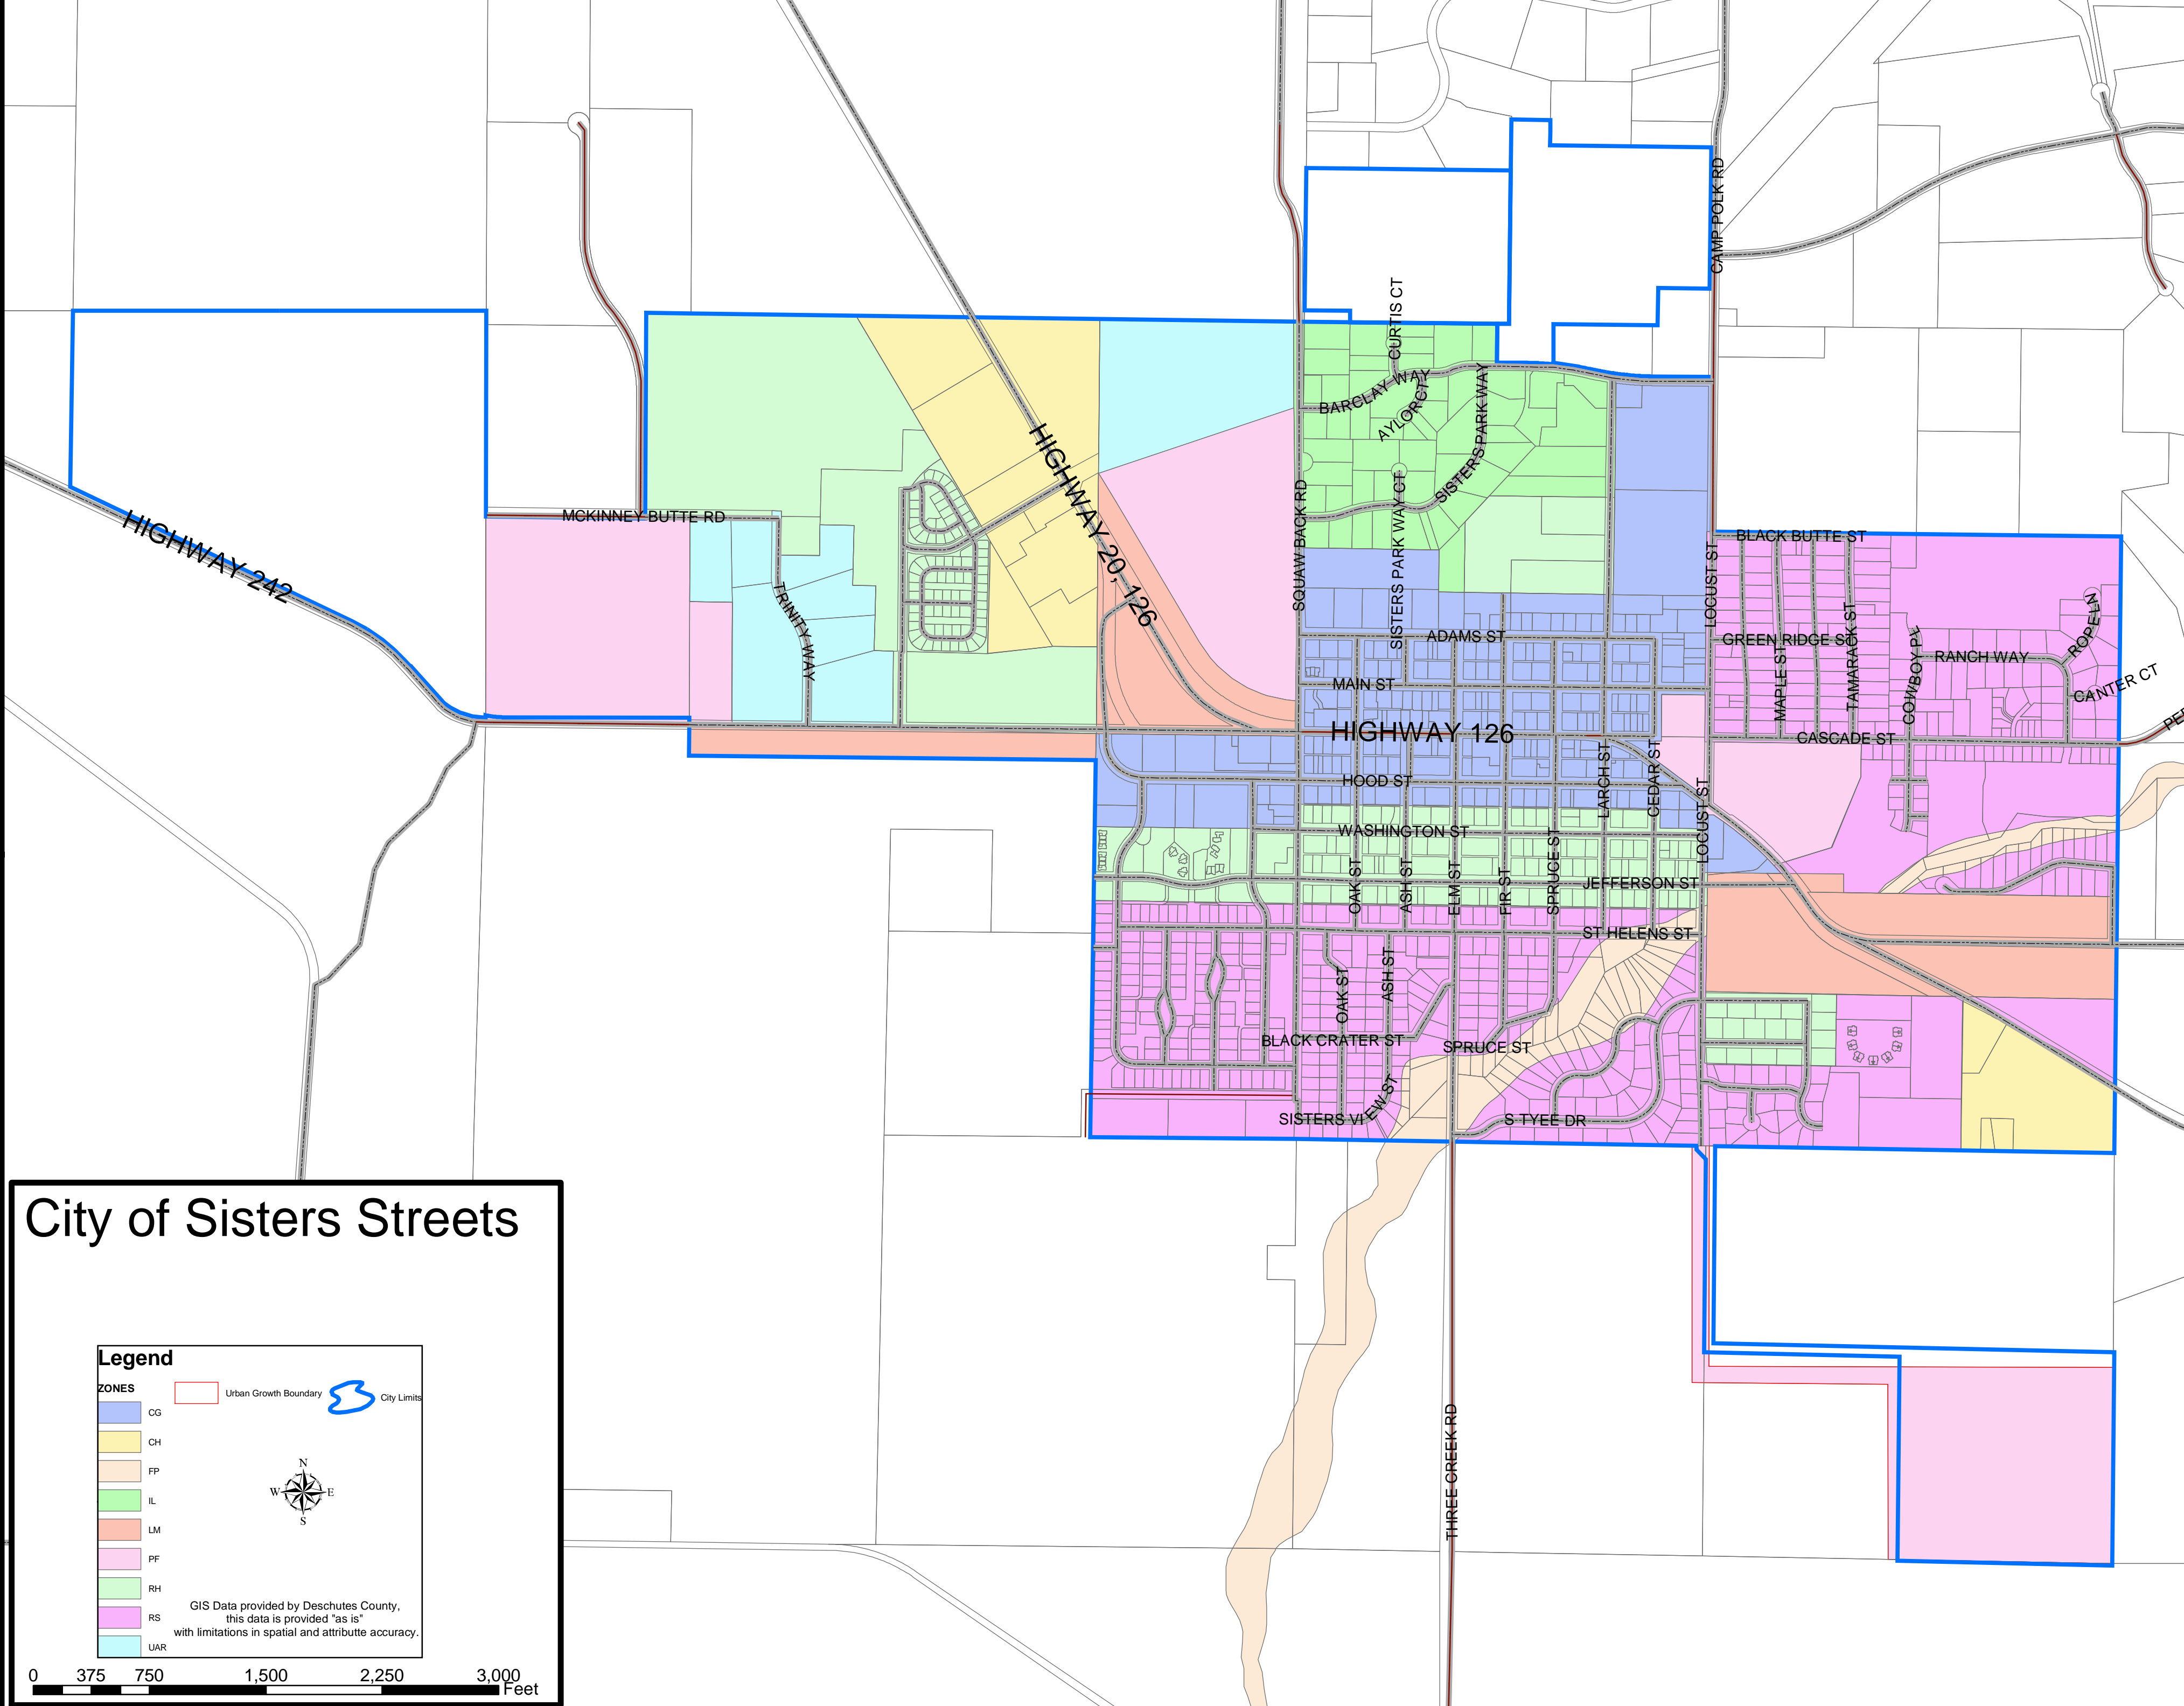 CAMP POLK RD
CURTIS CT
BARCLAY WAY
SISTERS PARK WAY
HIGHWAY 20, 126
MCKINNEY BUTTE RD
HIGHWAY 242
SQUAW BACK RD
SISTERS PARK WAY CT
BLACK BUTTE ST
LOCUST ST
TRINITY WAY
ADAMS ST
GREEN RIDGE ST
MAPLE ST
TAMARACK ST
COWBOY PL
RANCH WAY
ROPE LN
CANTER CT
MAIN ST
HIGHWAY 126
CASCADE ST
HOOD ST
LARCH ST
CEDAR ST
LOCUST ST
WASHINGTON ST
OAK ST
ASH ST
ELM ST
FIR ST
SPRUCE ST
JEFFERSON ST
ST HELENS ST
OAK ST
ASH ST
BLACK CRATER ST
SPRUCE ST
SISTERS VIEW ST
S TYEE DR
THREE CREEK RD
City of Sisters Streets
Legend
ZONES
Urban Growth Boundary
City Limits
CG
CH
FP
IL
LM
PF
RH
RS
UAR
N
W
E
S
GIS Data provided by Deschutes County,
this data is provided "as is"
with limitations in spatial and attributte accuracy.
0 375 750 1,500 2,250 3,000
Feet